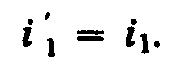 i′₁ = i₁.